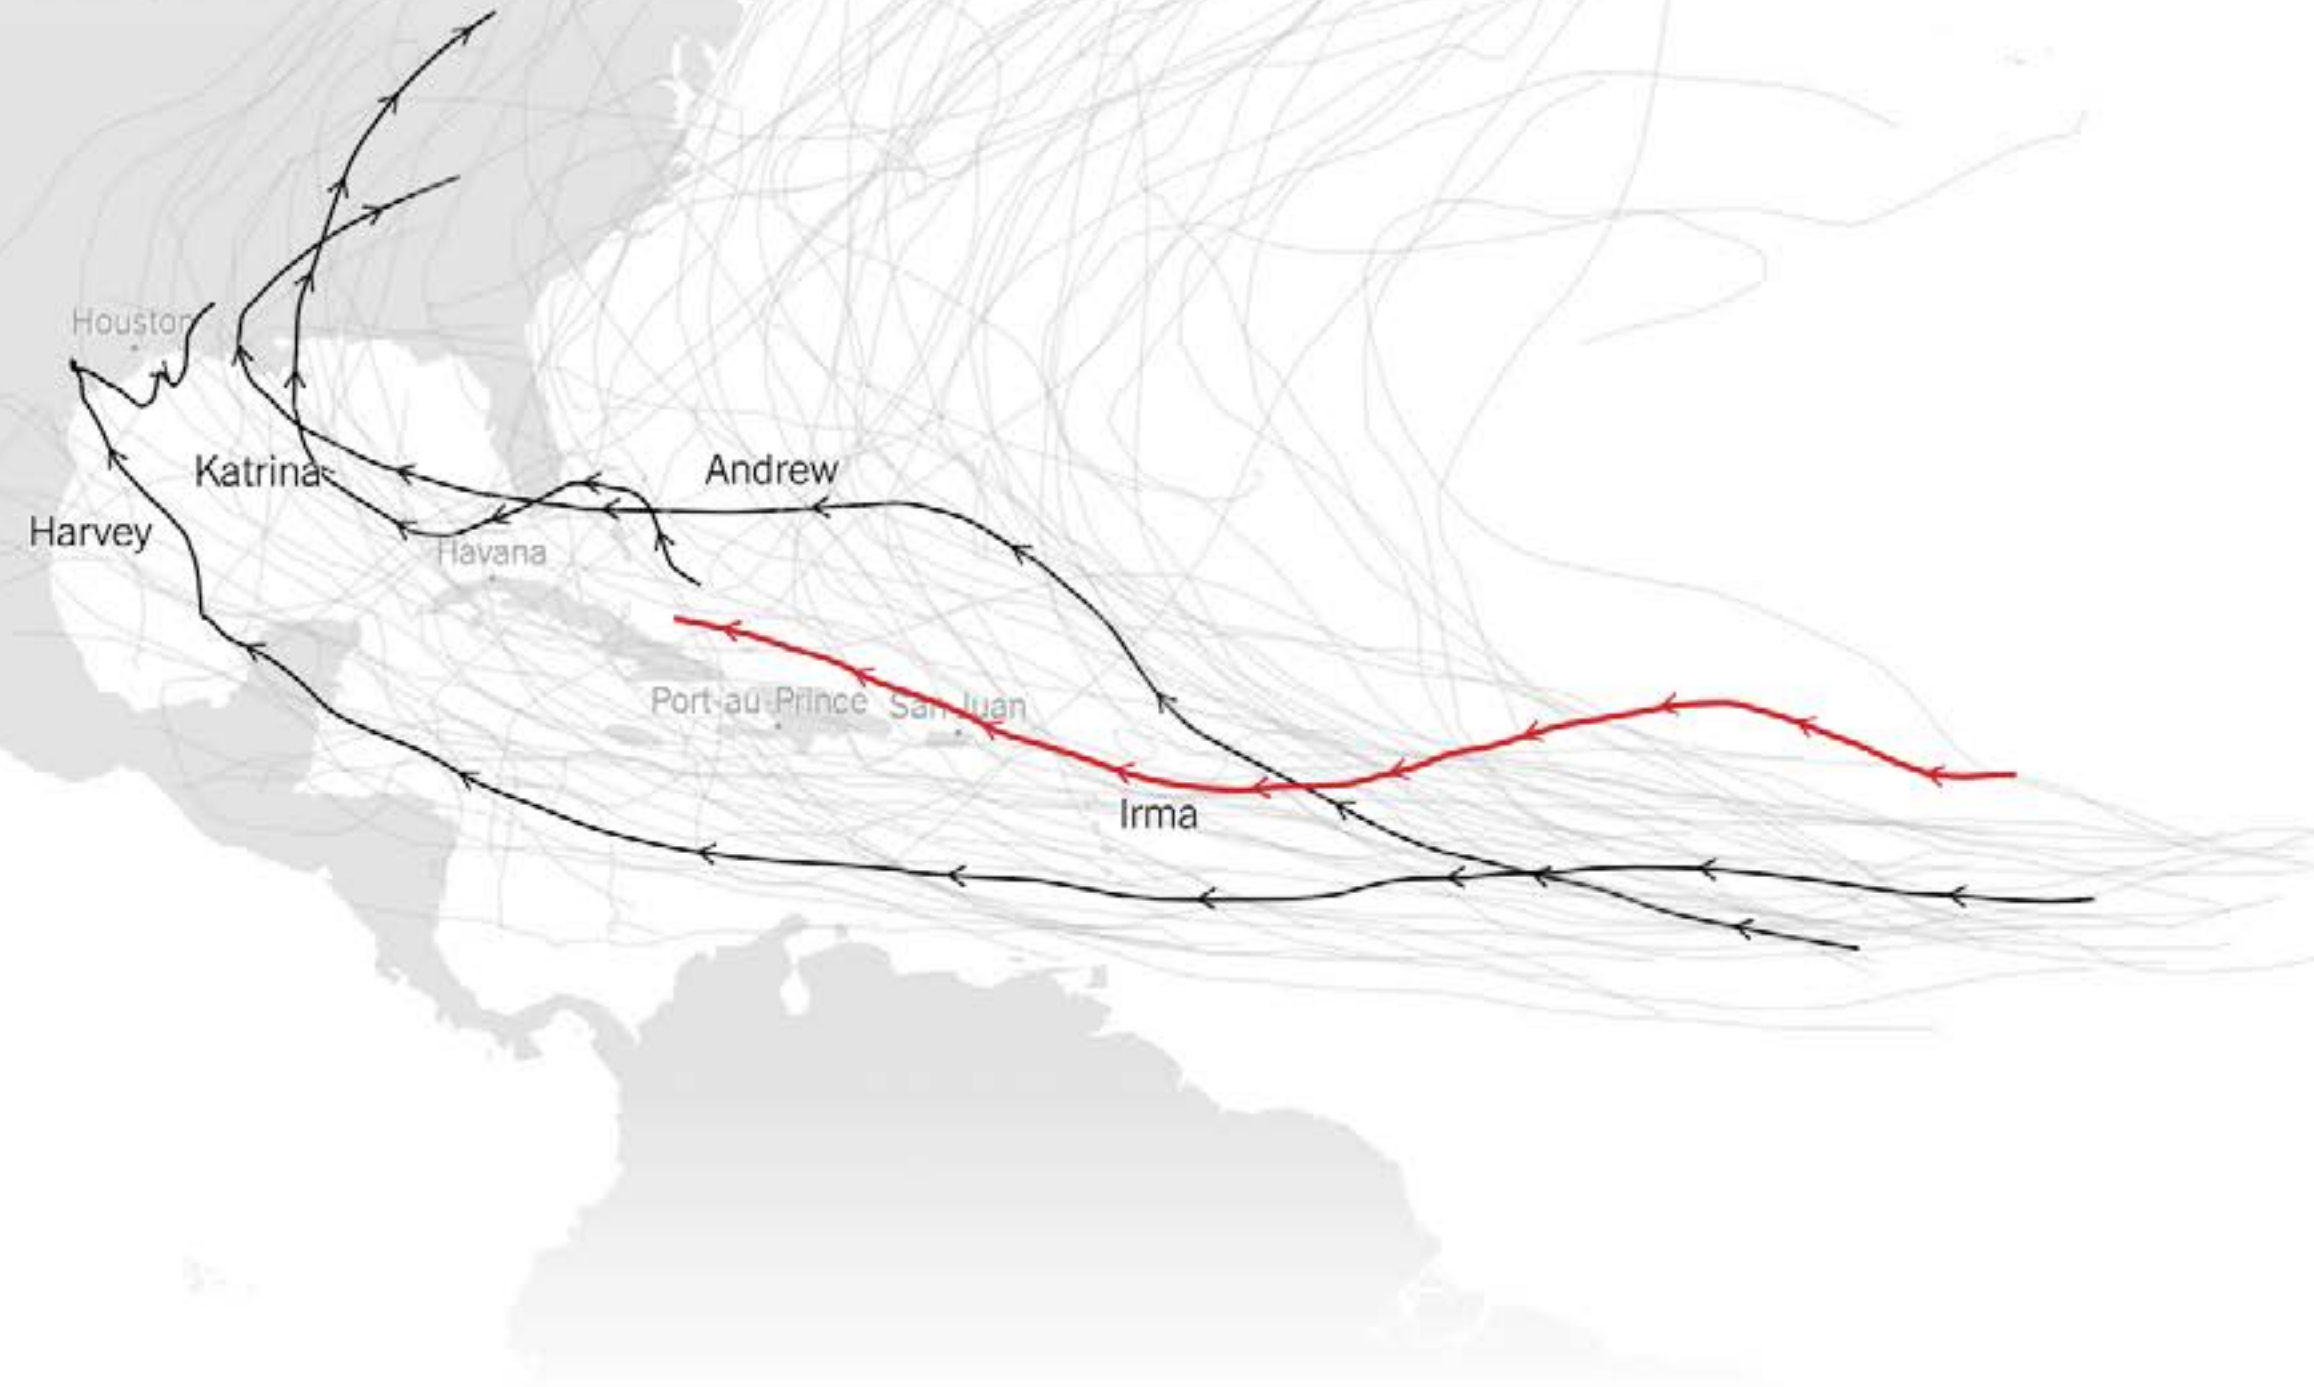 Houston
Katrina
Andrew
Harvey
Havana
Port-au-Prince
San Juan
Irma